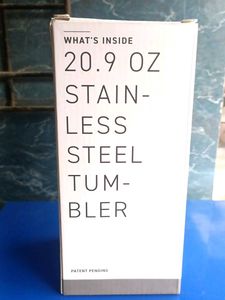 WHAT'S INSIDE
20.9 OZ
STAIN-
LESS
STEEL
TUM-
BLER
PATENT PENDING